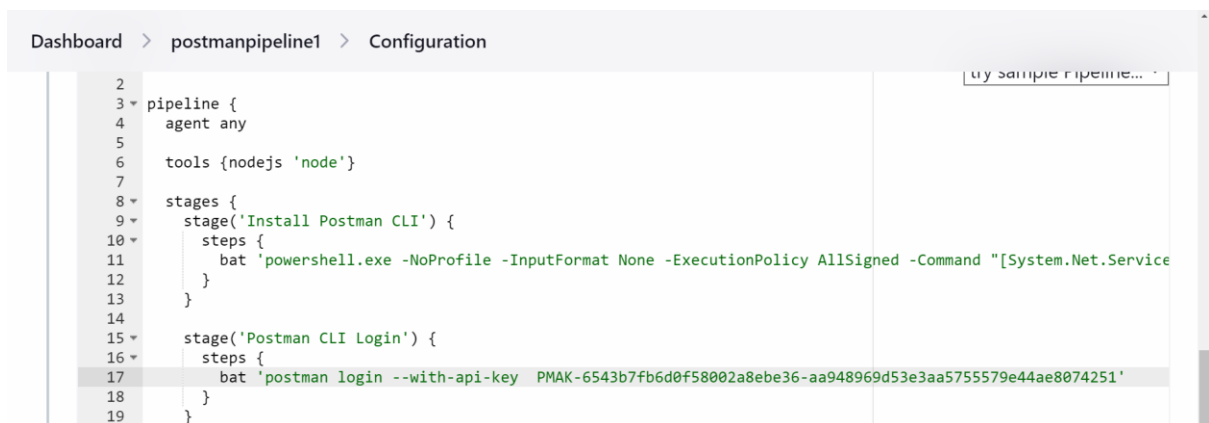 Dashboard > postmanpipeline1 > Configuration
try sample Pipeline...
2
3 pipeline {
4 agent any
5
6 tools {nodejs 'node'}
7
8 stages {
9 stage('Install Postman CLI') {
10 steps {
11 bat 'powershell.exe -NoProfile -InputFormat None -ExecutionPolicy AllSigned -Command "[System.Net.Service
12 }
13 }
14
15 stage('Postman CLI Login') {
16 steps {
17 bat 'postman login --with-api-key  PMAK-6543b7fb6d0f58002a8ebe36-aa948969d53e3aa5755579e44ae8074251'
18 }
19 }